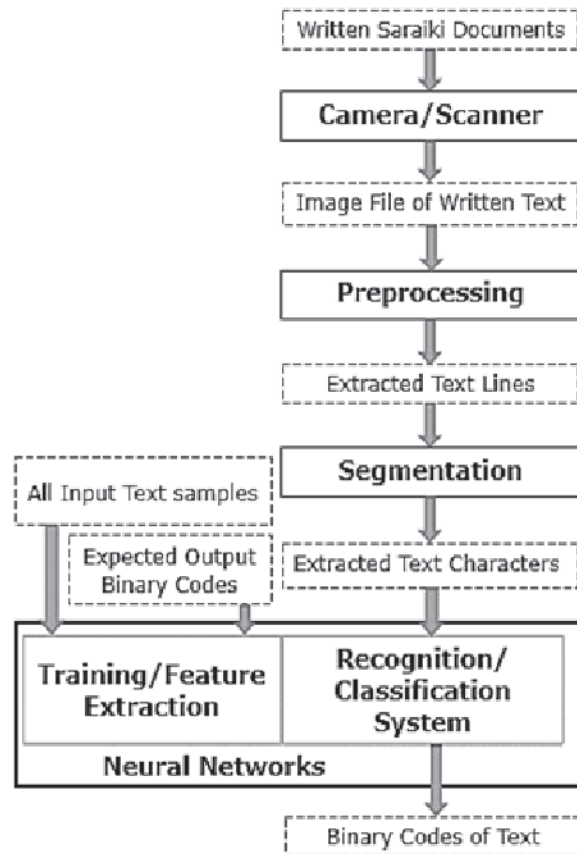 Written Saraiki Documents
Camera/Scanner
Image File of Written Text
Preprocessing
Extracted Text Lines
Segmentation
All Input Text samples
Expected Output
Binary Codes
Extracted Text Characters
Training/Feature
Extraction
Recognition/
Classification
System
Neural Networks
Binary Codes of Text